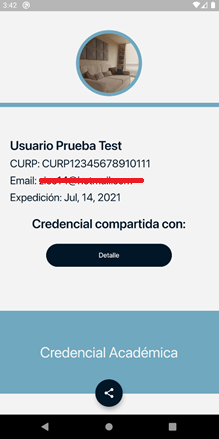 3:42
Usuario Prueba Test
CURP: CURP12345678910111
Email:
Expedición: Jul, 14, 2021
Credencial compartida con:
Detalle
Credencial Académica